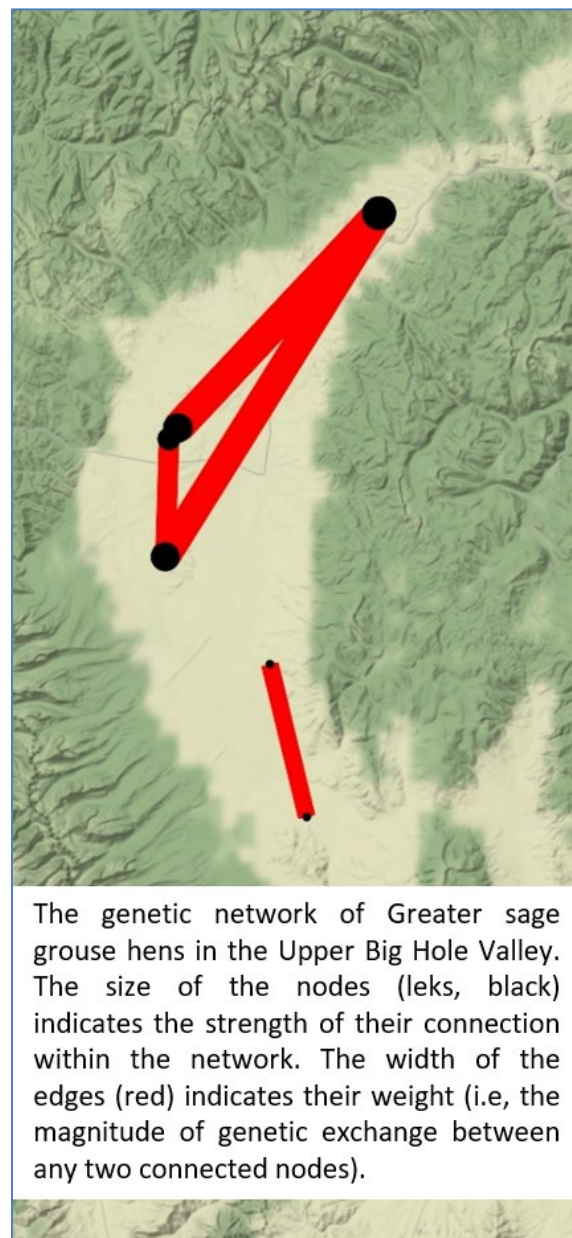 The genetic network of Greater sage
grouse hens in the Upper Big Hole Valley.
The size of the nodes (leks, black)
indicates the strength of their connection
within the network. The width of the
edges (red) indicates their weight (i.e, the
magnitude of genetic exchange between
any two connected nodes).